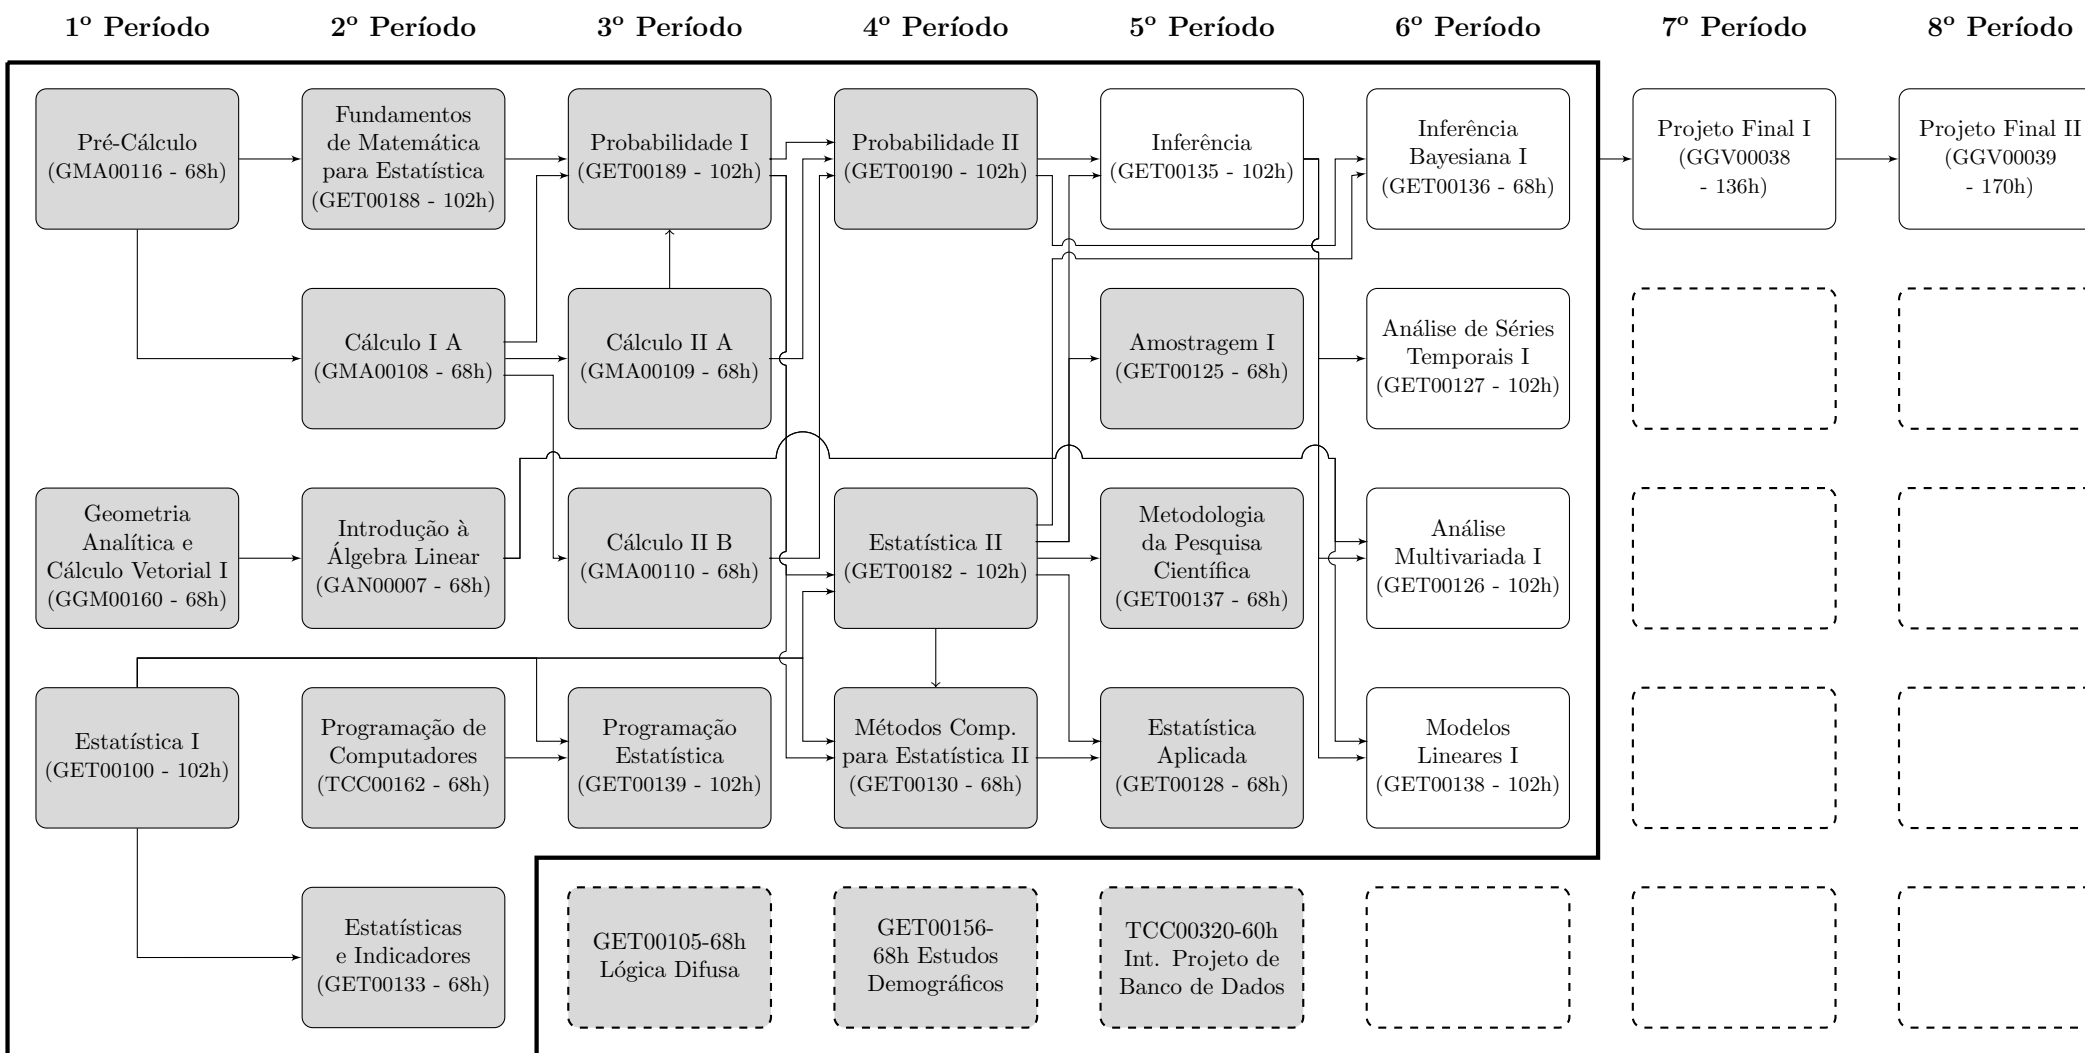 1º Período
2º Período
3º Período
4º Período
5º Período
6º Período
7º Período
8º Período
Pré-Cálculo
(GMA00116 - 68h)
Fundamentos
de Matemática
para Estatística
(GET00188 - 102h)
Probabilidade I
(GET00189 - 102h)
Probabilidade II
(GET00190 - 102h)
Inferência
(GET00135 - 102h)
Inferência
Bayesiana I
(GET00136 - 68h)
Projeto Final I
(GGV00038
- 136h)
Projeto Final II
(GGV00039
- 170h)
Cálculo I A
(GMA00108 - 68h)
Cálculo II A
(GMA00109 - 68h)
Amostragem I
(GET00125 - 68h)
Análise de Séries
Temporais I
(GET00127 - 102h)
Geometria
Analítica e
Cálculo Vetorial I
(GGM00160 - 68h)
Introdução à
Álgebra Linear
(GAN00007 - 68h)
Cálculo II B
(GMA00110 - 68h)
Estatística II
(GET00182 - 102h)
Metodologia
da Pesquisa
Científica
(GET00137 - 68h)
Análise
Multivariada I
(GET00126 - 102h)
Estatística I
(GET00100 - 102h)
Programação de
Computadores
(TCC00162 - 68h)
Programação
Estatística
(GET00139 - 102h)
Métodos Comp.
para Estatística II
(GET00130 - 68h)
Estatística
Aplicada
(GET00128 - 68h)
Modelos
Lineares I
(GET00138 - 102h)
Estatísticas
e Indicadores
(GET00133 - 68h)
GET00105-68h
Lógica Difusa
GET00156-
68h Estudos
Demográficos
TCC00320-60h
Int. Projeto de
Banco de Dados